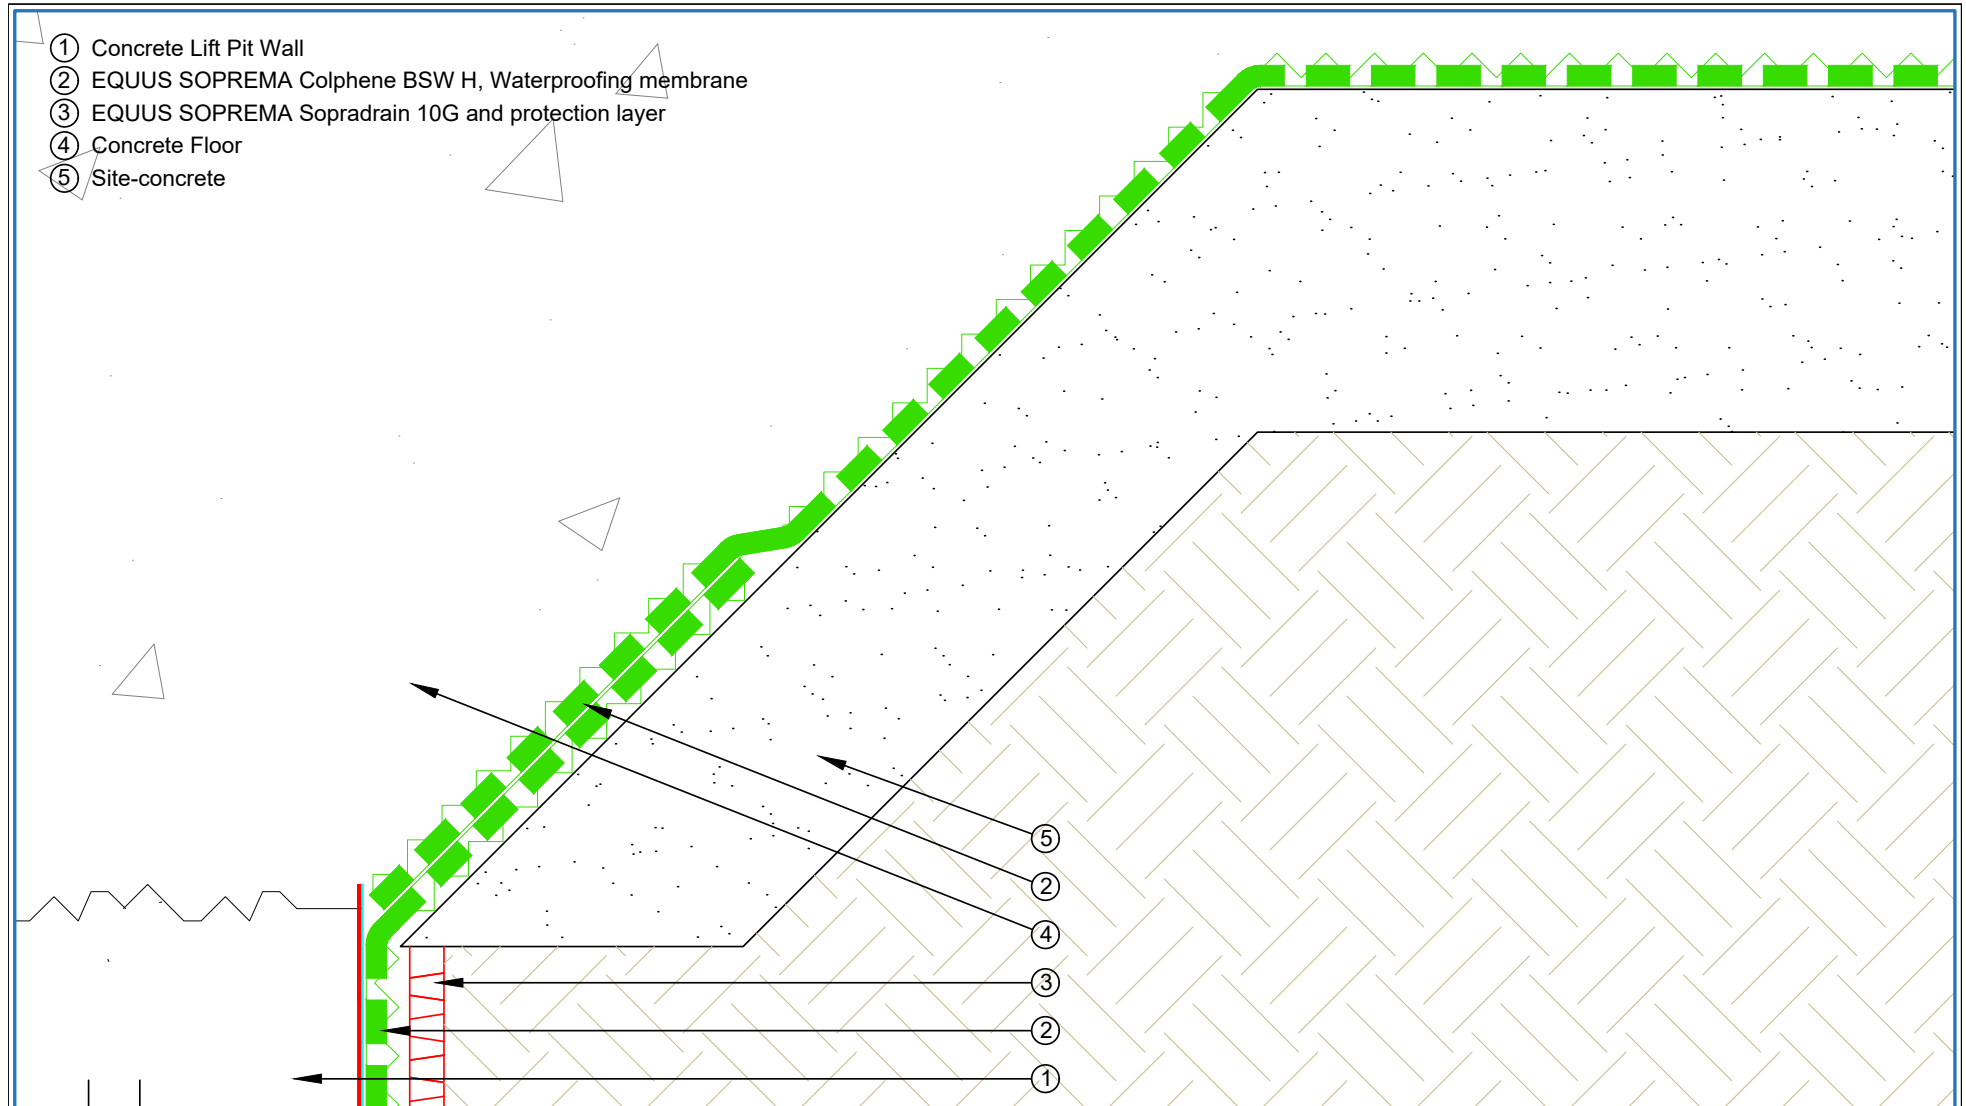 1 Concrete Lift Pit Wall
2 EQUUS SOPREMA Colphene BSW H, Waterproofing membrane
3 EQUUS SOPREMA Sopradrain 10G and protection layer
4 Concrete Floor
5 Site-concrete
5
2
4
3
2
1